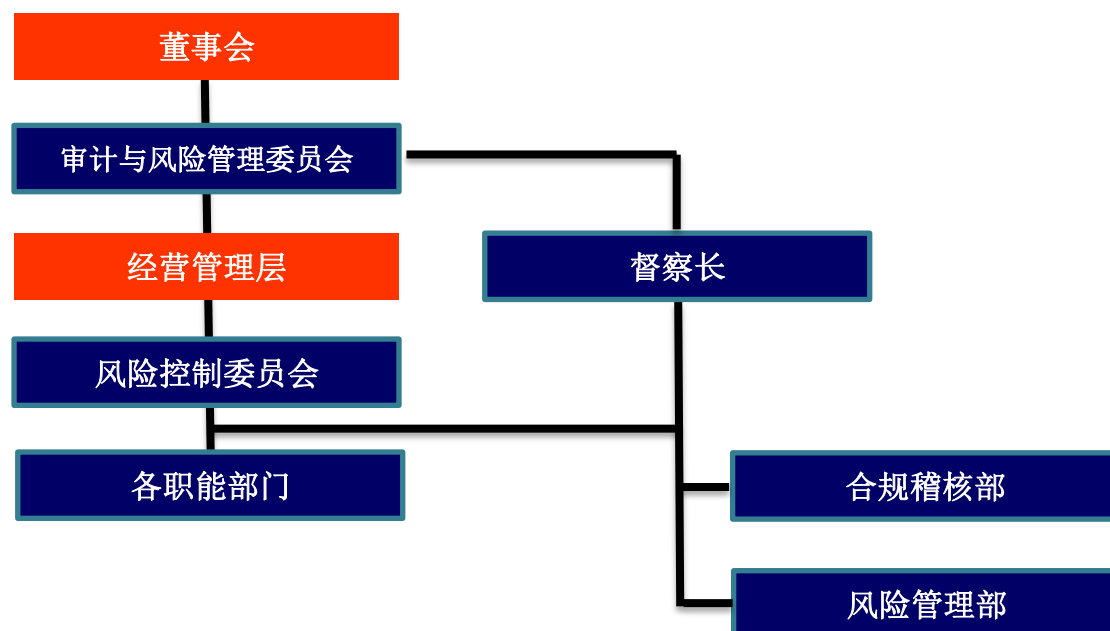 董事会
审计与风险管理委员会
经营管理层
督察长
风险控制委员会
各职能部门
合规稽核部
风险管理部